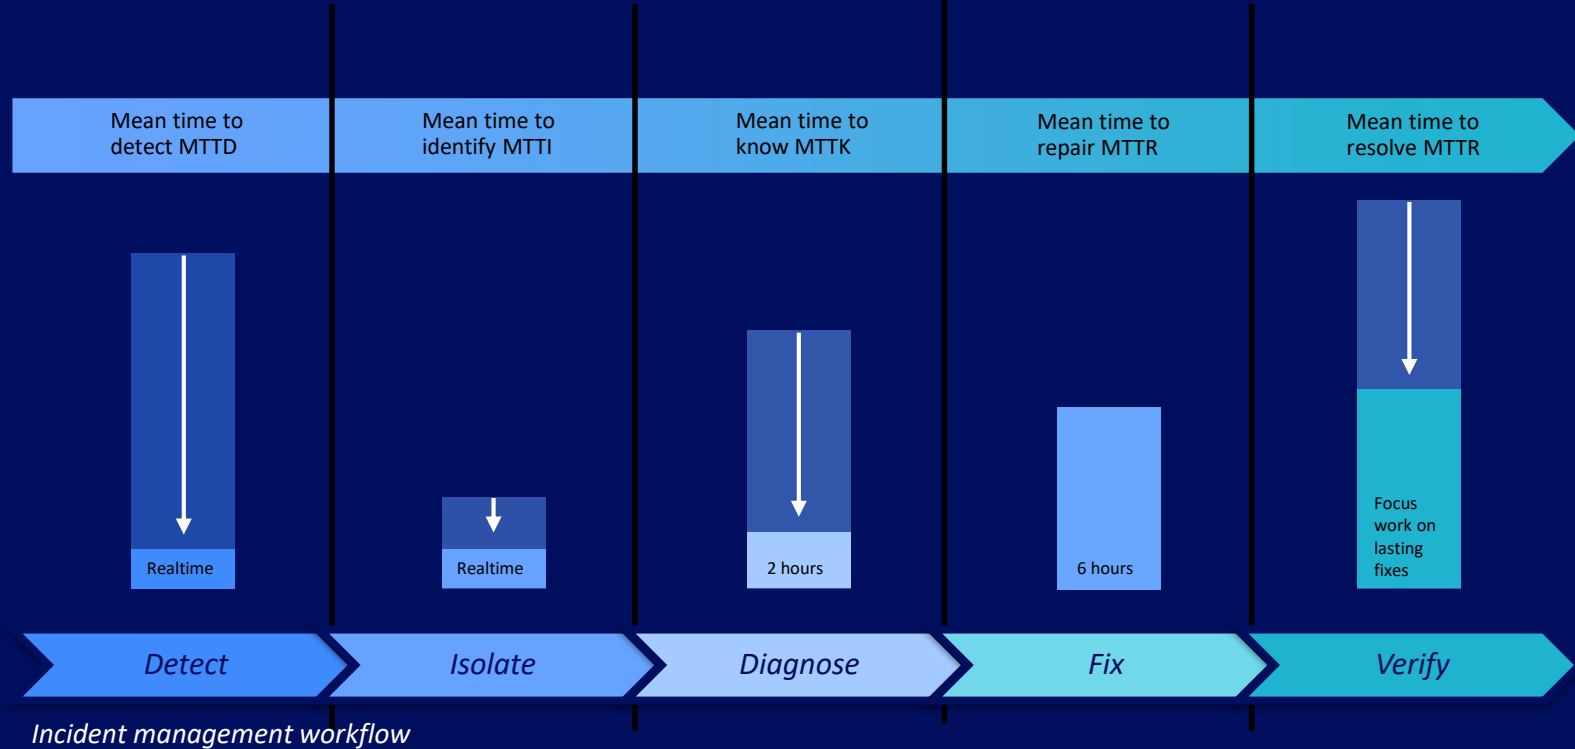 Mean time to
detect MTTD
Mean time to
identify MTTI
Mean time to
know MTTK
Mean time to
repair MTTR
Mean time to
resolve MTTR
Realtime
Realtime
2 hours
6 hours
Focus
work on
lasting
fixes
Detect
Isolate
Diagnose
Fix
Verify
Incident management workflow